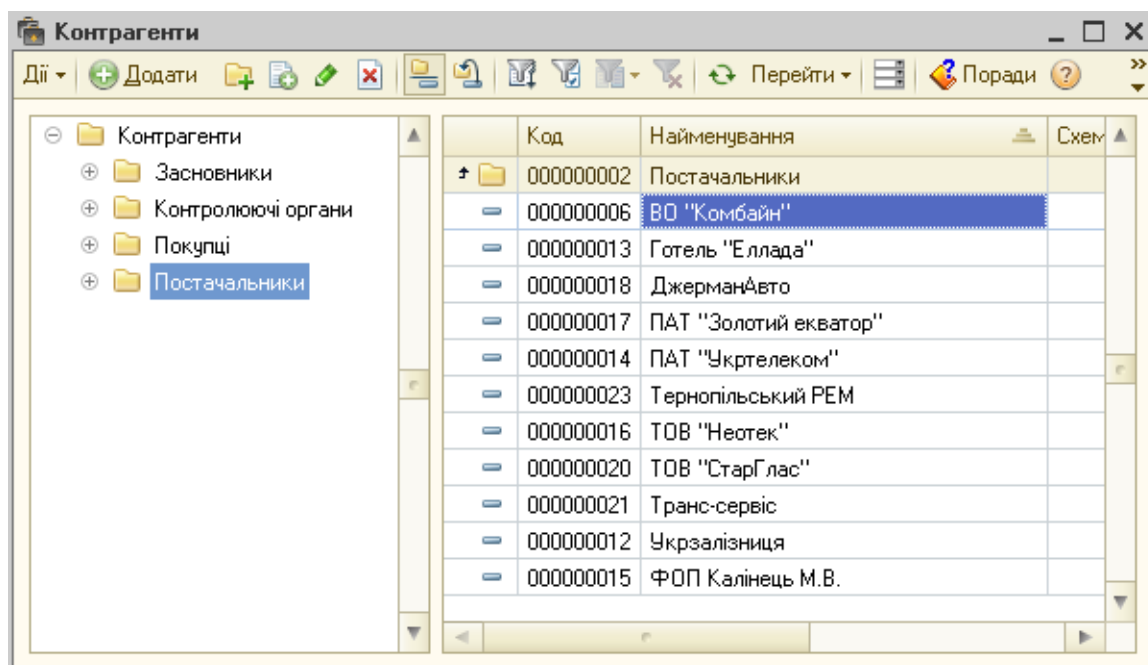 Контрагенти
Дії Додати Перейти Поради
Контрагенти
Засновники
Контролюючі органи
Покупці
Постачальники
Код Найменування Схем
000000002 Постачальники
000000006 ВО "Комбайн"
000000013 Готель "Еллада"
000000018 ДжерманАвто
000000017 ПАТ "Золотий екватор"
000000014 ПАТ "Укртелеком"
000000023 Тернопільський РЕМ
000000016 ТОВ "Неотек"
000000020 ТОВ "СтарГлас"
000000021 Транс-сервіс
000000012 Укрзалізниця
000000015 ФОП Калінець М.В.